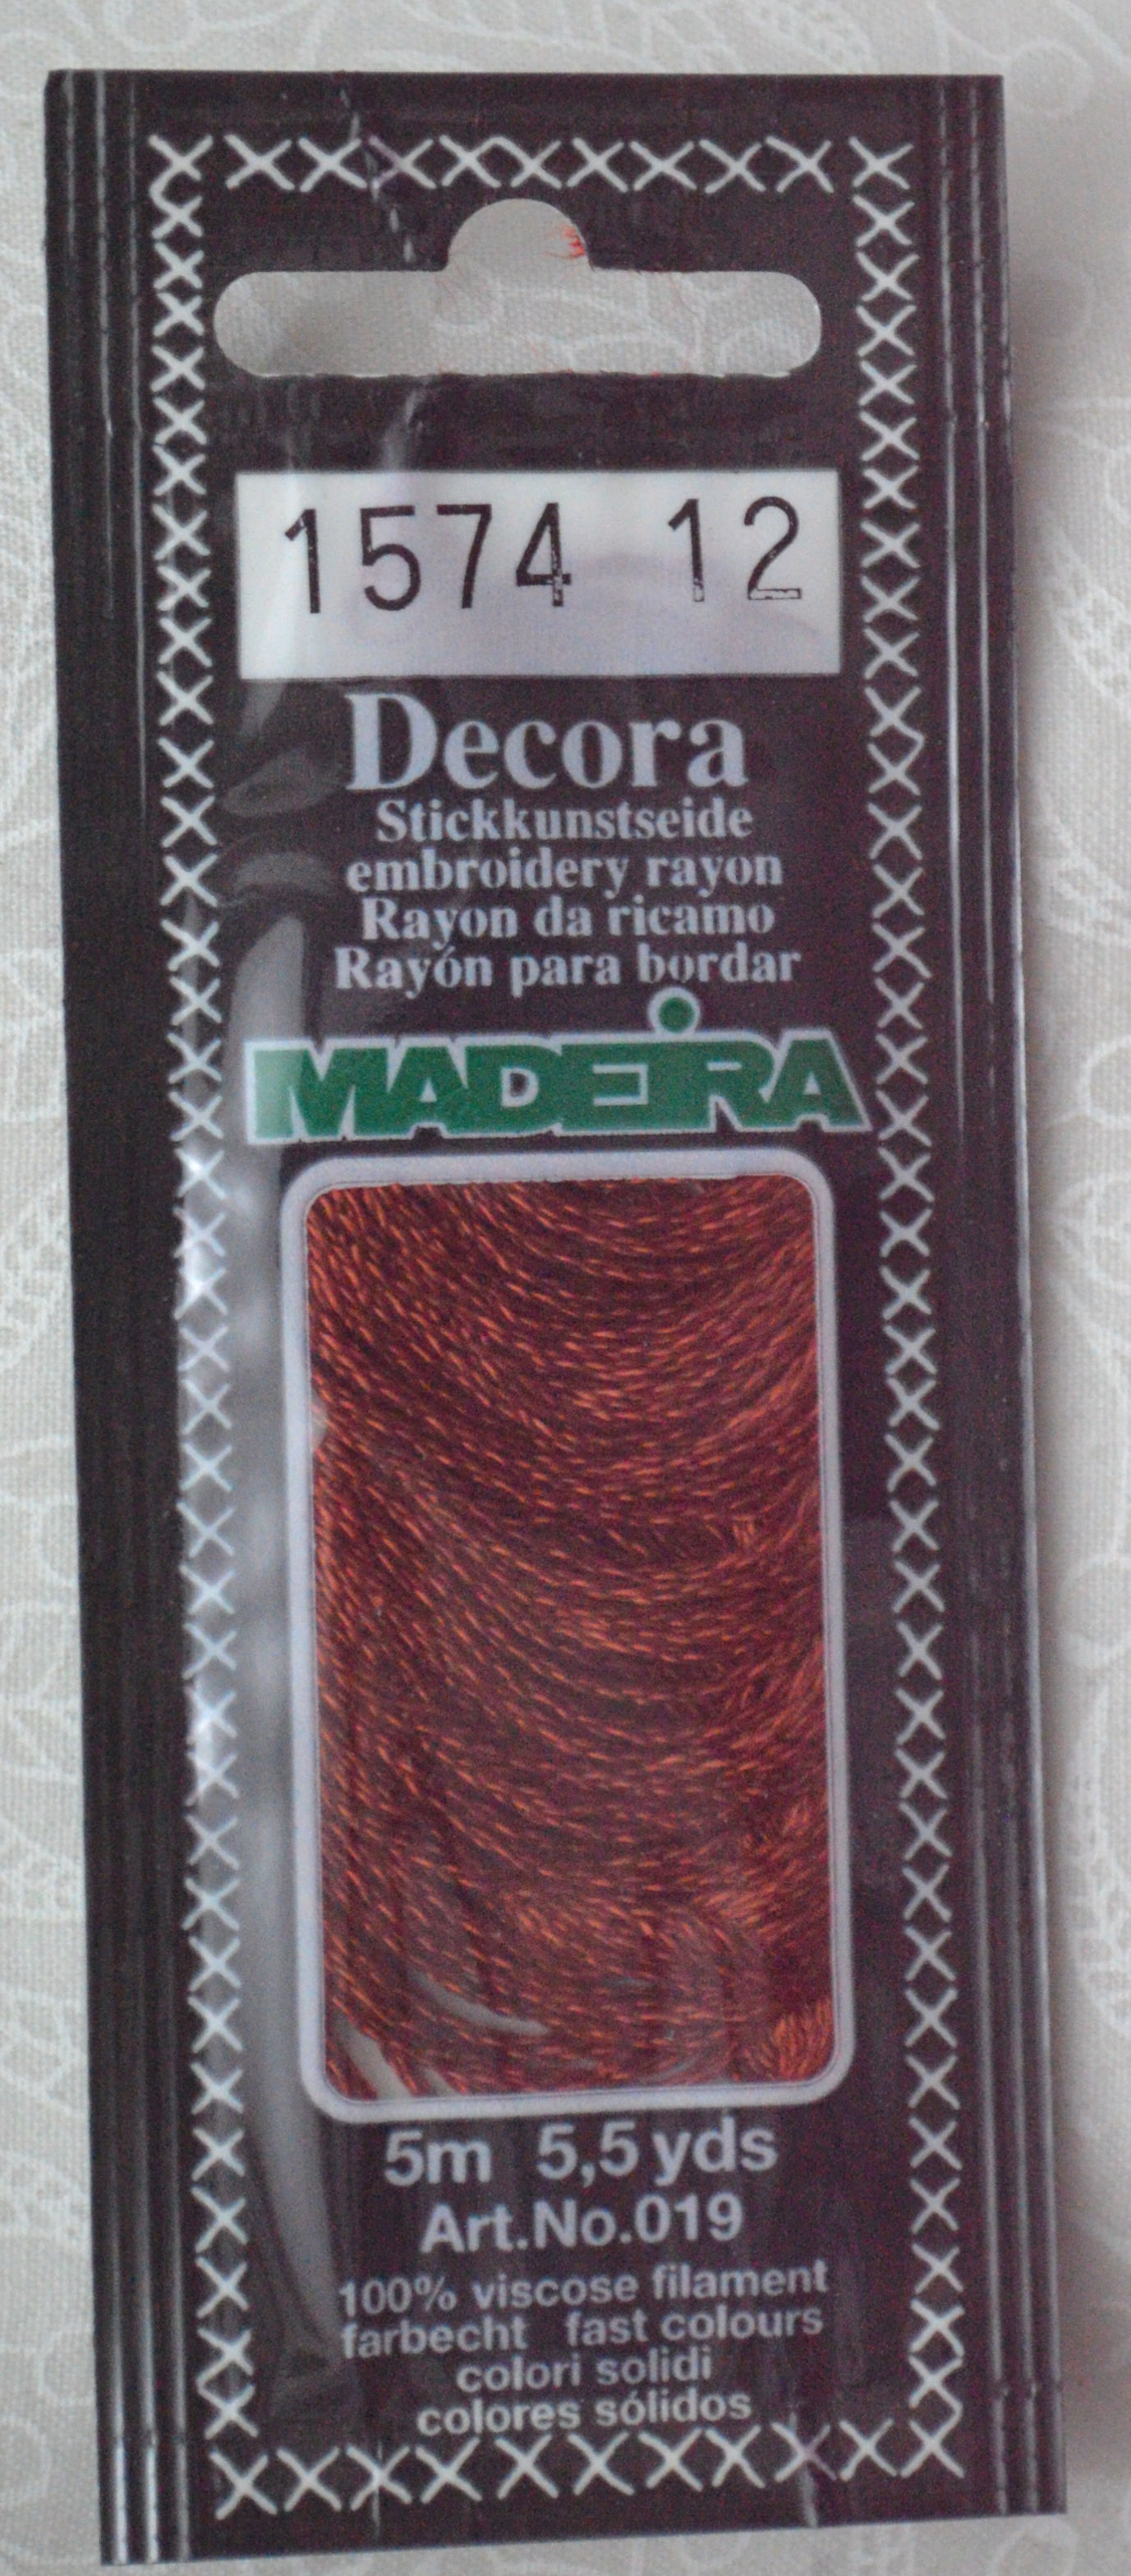 1574 12
Decora
Stickkunstseide
embroidery rayon
Rayon da ricamo
Rayón para bordar
MADEIRA
5m 5,5 yds
Art.No.019
100% viscose filament
farbecht fast colours
colori solidi
colores sólidos